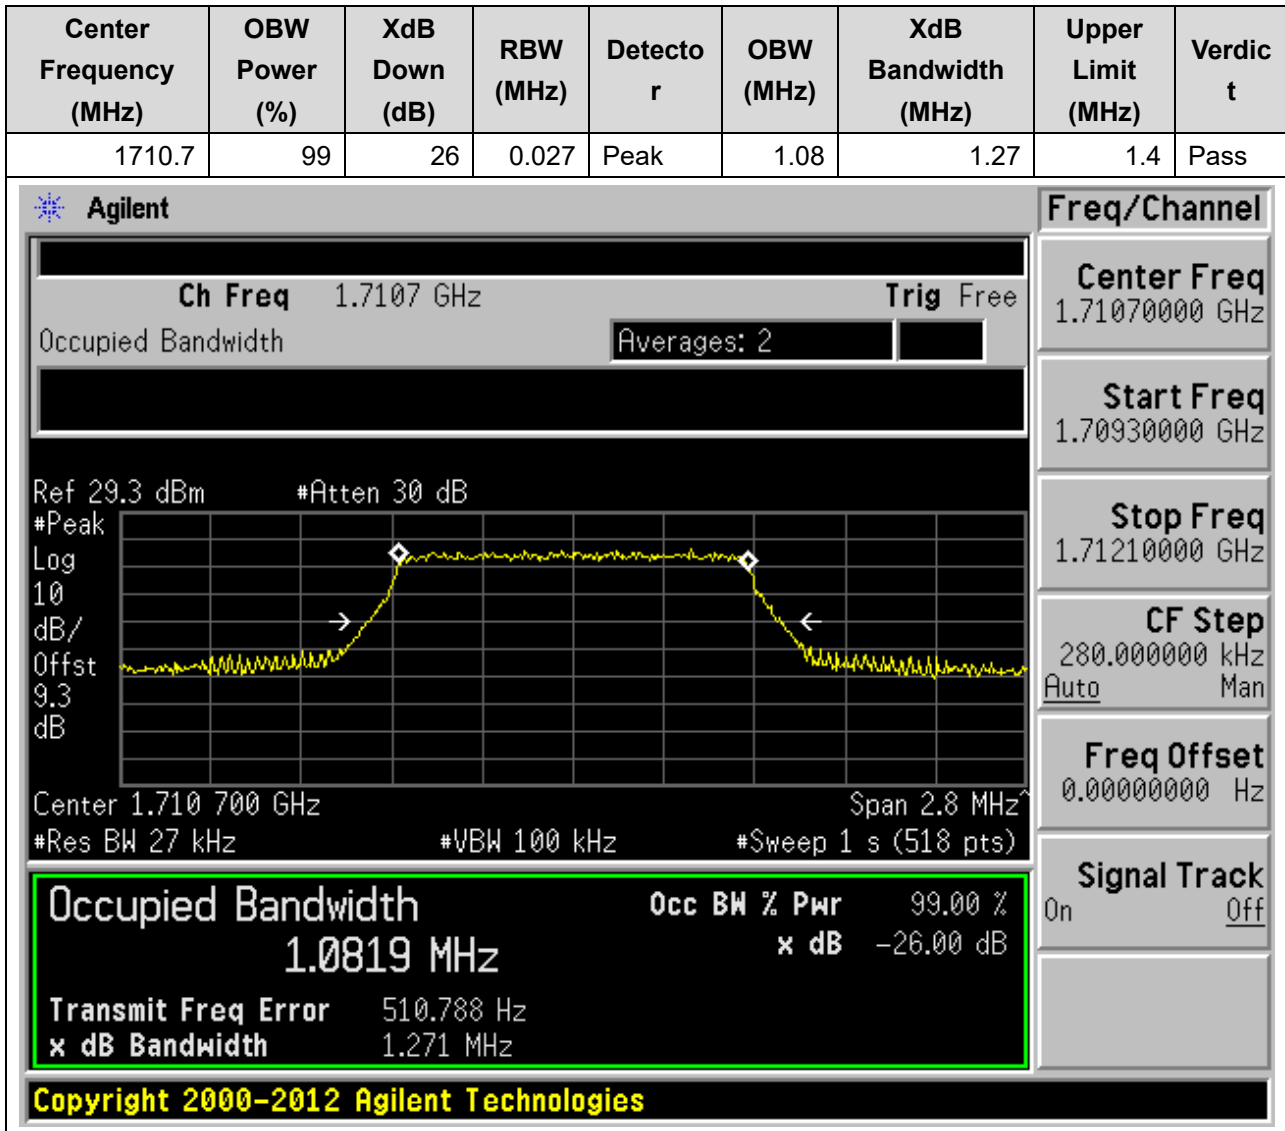 Center Frequency (MHz) OBW Power (%) XdB Down (dB) RBW (MHz) Detecto r OBW (MHz) XdB Bandwidth (MHz) Upper Limit (MHz) Verdic t
1710.7 99 26 0.027 Peak 1.08 1.27 1.4 Pass
Agilent
Freq/Channel
Ch Freq 1.7107 GHz Trig Free
Occupied Bandwidth Averages: 2
Center Freq
1.71070000 GHz
Start Freq
1.70930000 GHz
Stop Freq
1.71210000 GHz
CF Step
280.000000 kHz
Auto Man
Freq Offset
0.00000000 Hz
Signal Track
On Off
Ref 29.3 dBm #Atten 30 dB
#Peak
Log
10
dB/
Offst
9.3
dB
Center 1.710 700 GHz Span 2.8 MHz^
#Res BW 27 kHz #VBW 100 kHz #Sweep 1 s (518 pts)
Occupied Bandwidth Occ BW % Pwr 99.00 %
1.0819 MHz x dB -26.00 dB
Transmit Freq Error 510.788 Hz
x dB Bandwidth 1.271 MHz
Copyright 2000-2012 Agilent Technologies